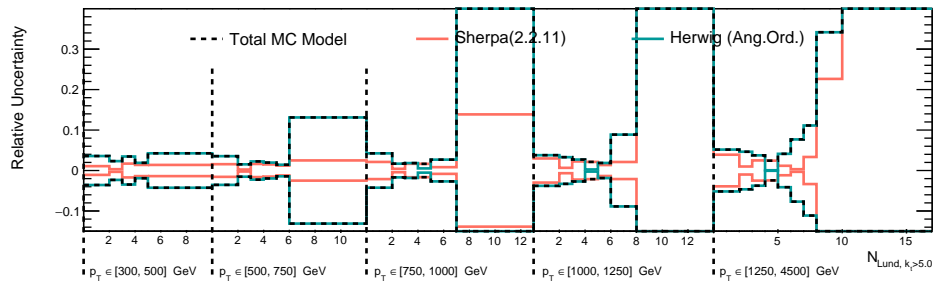 Relative Uncertainty
0.4
0.3
0.2
0.1
0
−0.1
Total MC Model
Sherpa(2.2.11)
Herwig (Ang.Ord.)
2 4 6 8 2 4 6 8 10 2 4 6 8 10 12 2 4 6 8 10 12 5 10 15
p_T ∈ [300, 500] GeV
p_T ∈ [500, 750] GeV
p_T ∈ [750, 1000] GeV
p_T ∈ [1000, 1250] GeV
p_T ∈ [1250, 4500] GeV
N_Lund, k_t>5.0